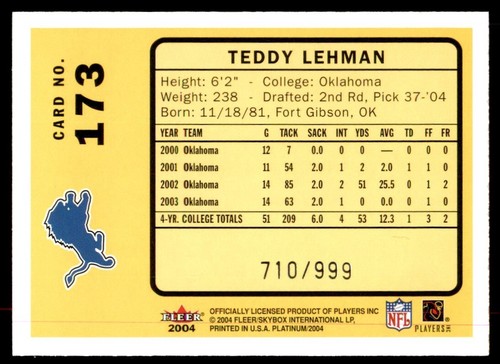 CARD NO.
173
TEDDY LEHMAN
Height: 6'2" - College: Oklahoma
Weight: 238 - Drafted: 2nd Rd, Pick 37-'04
Born: 11/18/81, Fort Gibson, OK
YEAR TEAM G TACK SACK INT YDS AVG TD FF FR
2000 Oklahoma 12 7 0.0 0 0 — 0 0 0
2001 Oklahoma 11 54 2.0 1 2 2.0 1 1 0
2002 Oklahoma 14 85 2.0 2 51 25.5 0 1 2
2003 Oklahoma 14 63 2.0 1 0 0.0 0 1 0
4-YR. COLLEGE TOTALS 51 209 6.0 4 53 12.3 1 3 2
710/999
FLEER
2004
OFFICIALLY LICENSED PRODUCT OF PLAYERS INC
© 2004 FLEER/SKYBOX INTERNATIONAL LP,
PRINTED IN U.S.A. PLATINUM/2004
NFL
PLAYERS